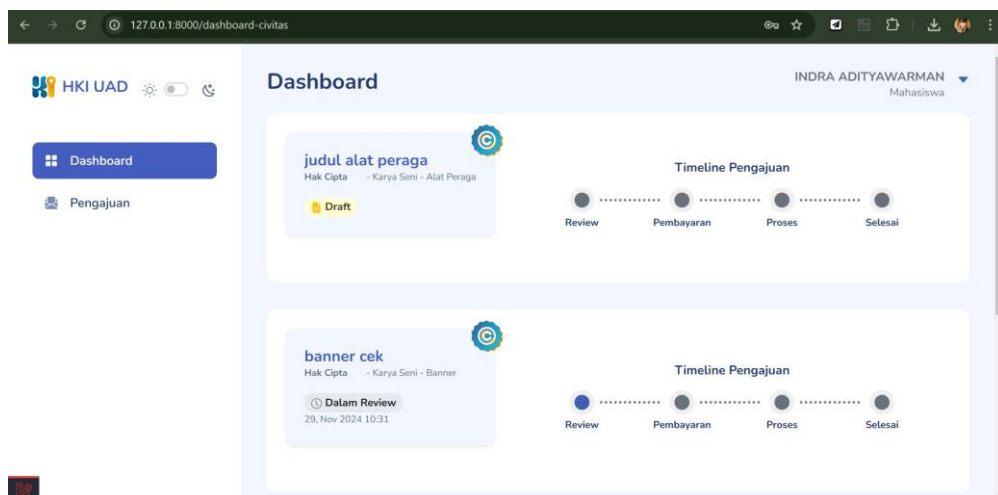 127.0.0.1:8000/dashboard-civitas
HKI UAD
Dashboard
INDRA ADITYAWARMAN
Mahasiswa
Dashboard
Pengajuan
judul alat peraga
Hak Cipta - Karya Seni - Alat Peraga
Draft
Timeline Pengajuan
Review Pembayaran Proses Selesai
banner cek
Hak Cipta - Karya Seni - Banner
Dalam Review
29, Nov 2024 10:31
Timeline Pengajuan
Review Pembayaran Proses Selesai